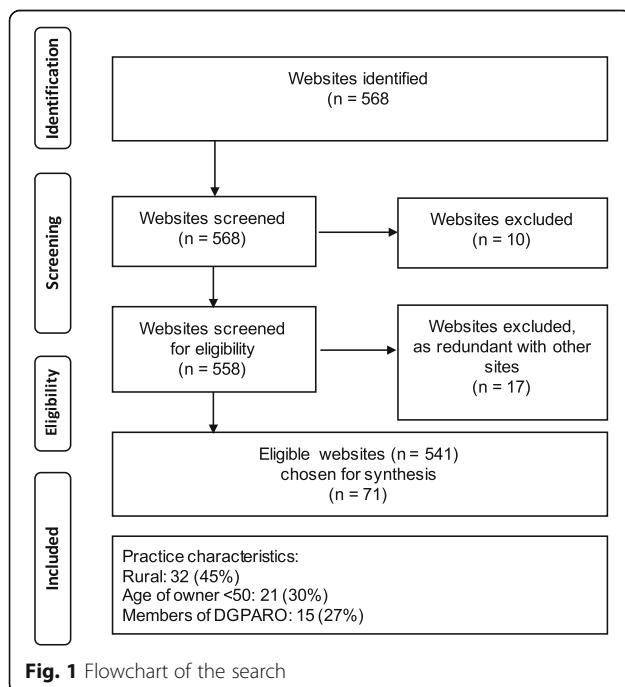 Identification
Websites identified
(n = 568
Screening
Websites screened
(n = 568)
Websites excluded
(n = 10)
Websites screened
for eligibility
(n = 558)
Websites excluded,
as redundant with other
sites
(n = 17)
Eligibility
Eligible websites (n = 541)
chosen for synthesis
(n = 71)
Included
Practice characteristics:
Rural: 32 (45%)
Age of owner <50: 21 (30%)
Members of DGPARO: 15 (27%)
Fig. 1 Flowchart of the search